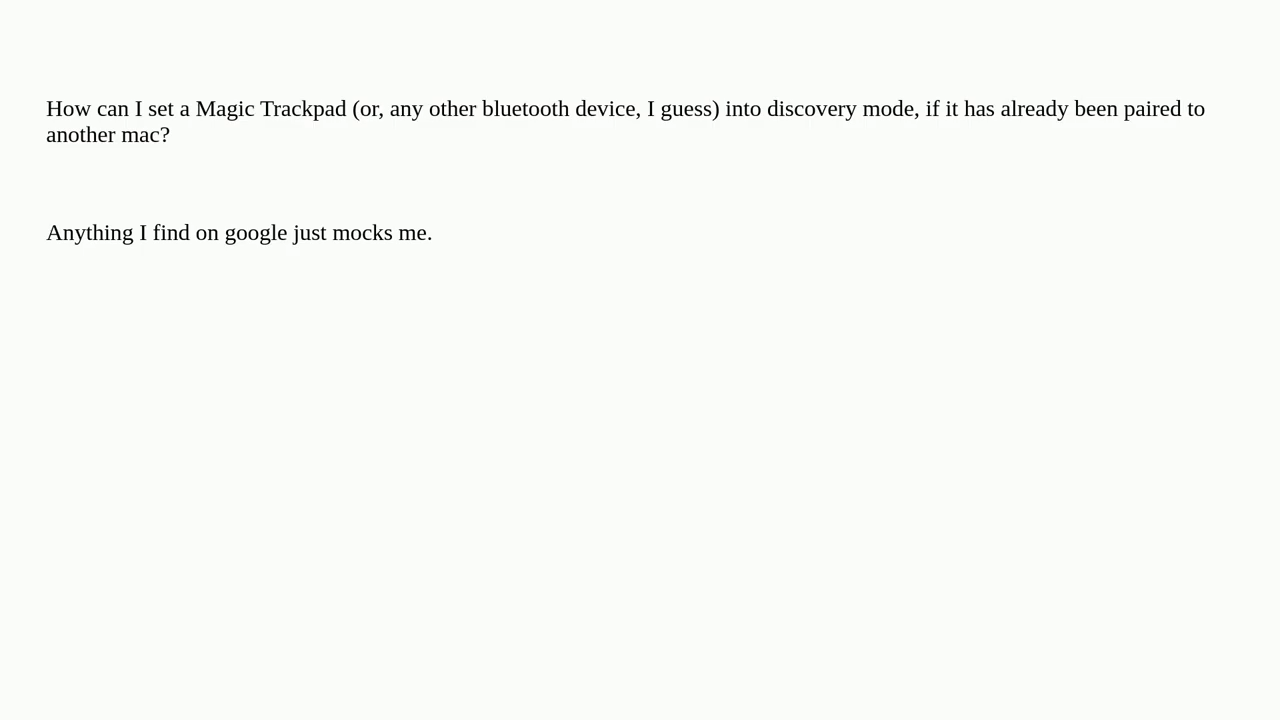 How can I set a Magic Trackpad (or, any other bluetooth device, I guess) into discovery mode, if it has already been paired to
another mac?
Anything I find on google just mocks me.